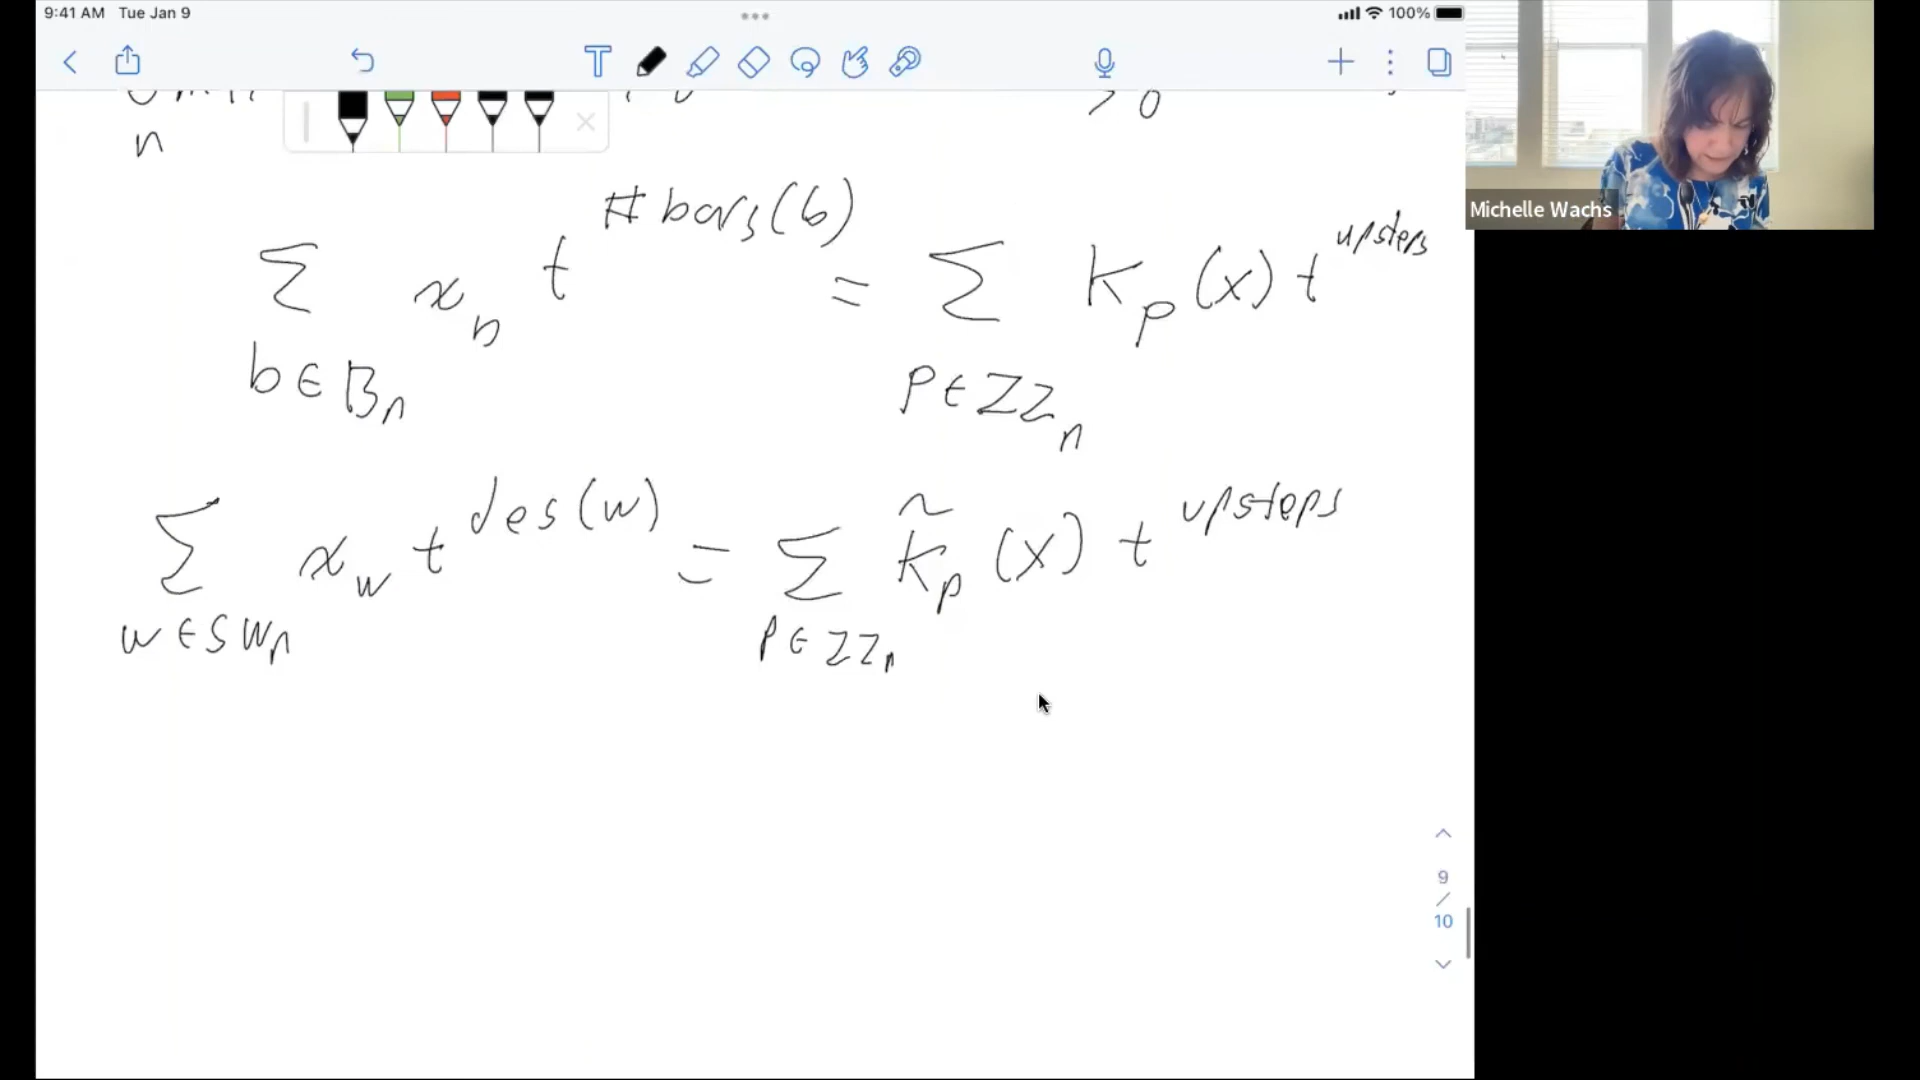 9:41 AM Tue Jan 9
100%
T
> 0
n
∑ x_b t^{#bars(b)} = ∑ K_p(x) t^{upsteps}
b ∈ B_n p ∈ ZZ_n
∑ x_w t^{des(w)} = ∑ K̃_p(x) t^{upsteps}
w ∈ SW_n p ∈ ZZ_n
Michelle Wachs
9
/
10